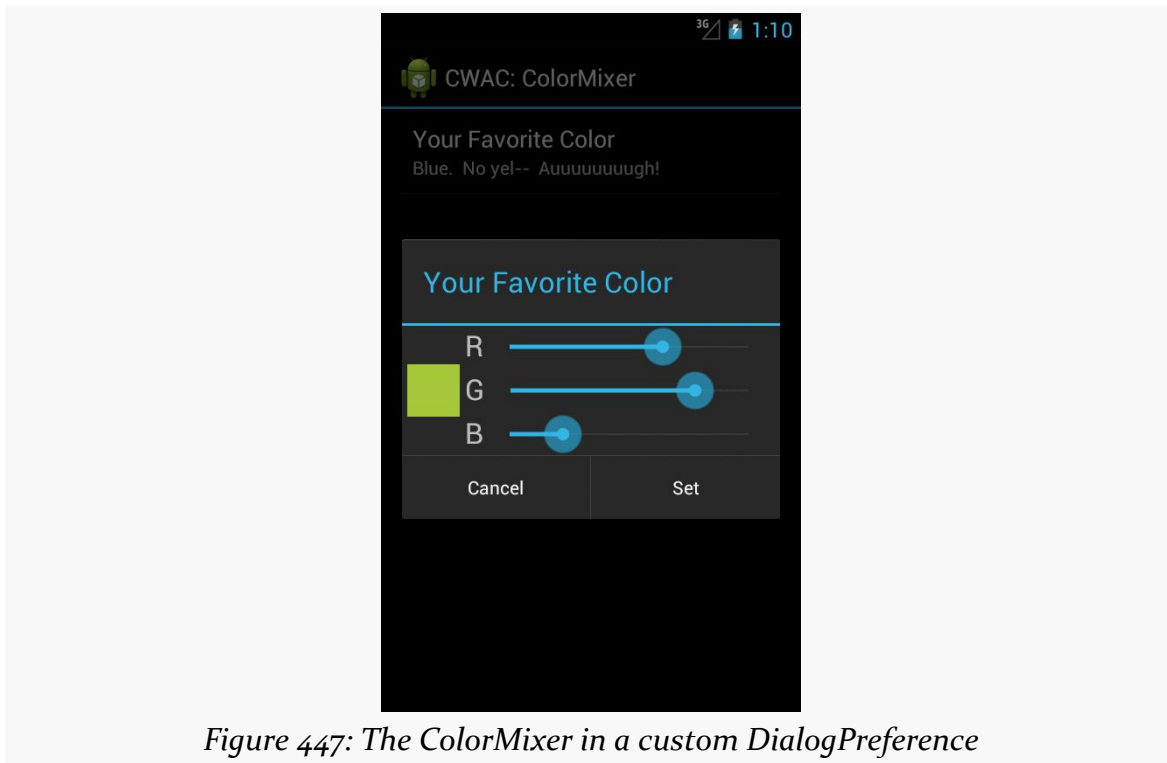 3G 1:10
CWAC: ColorMixer
Your Favorite Color
Blue. No yel-- Auuuuuuuugh!
Your Favorite Color
R
G
B
Cancel Set
Figure 447: The ColorMixer in a custom DialogPreference